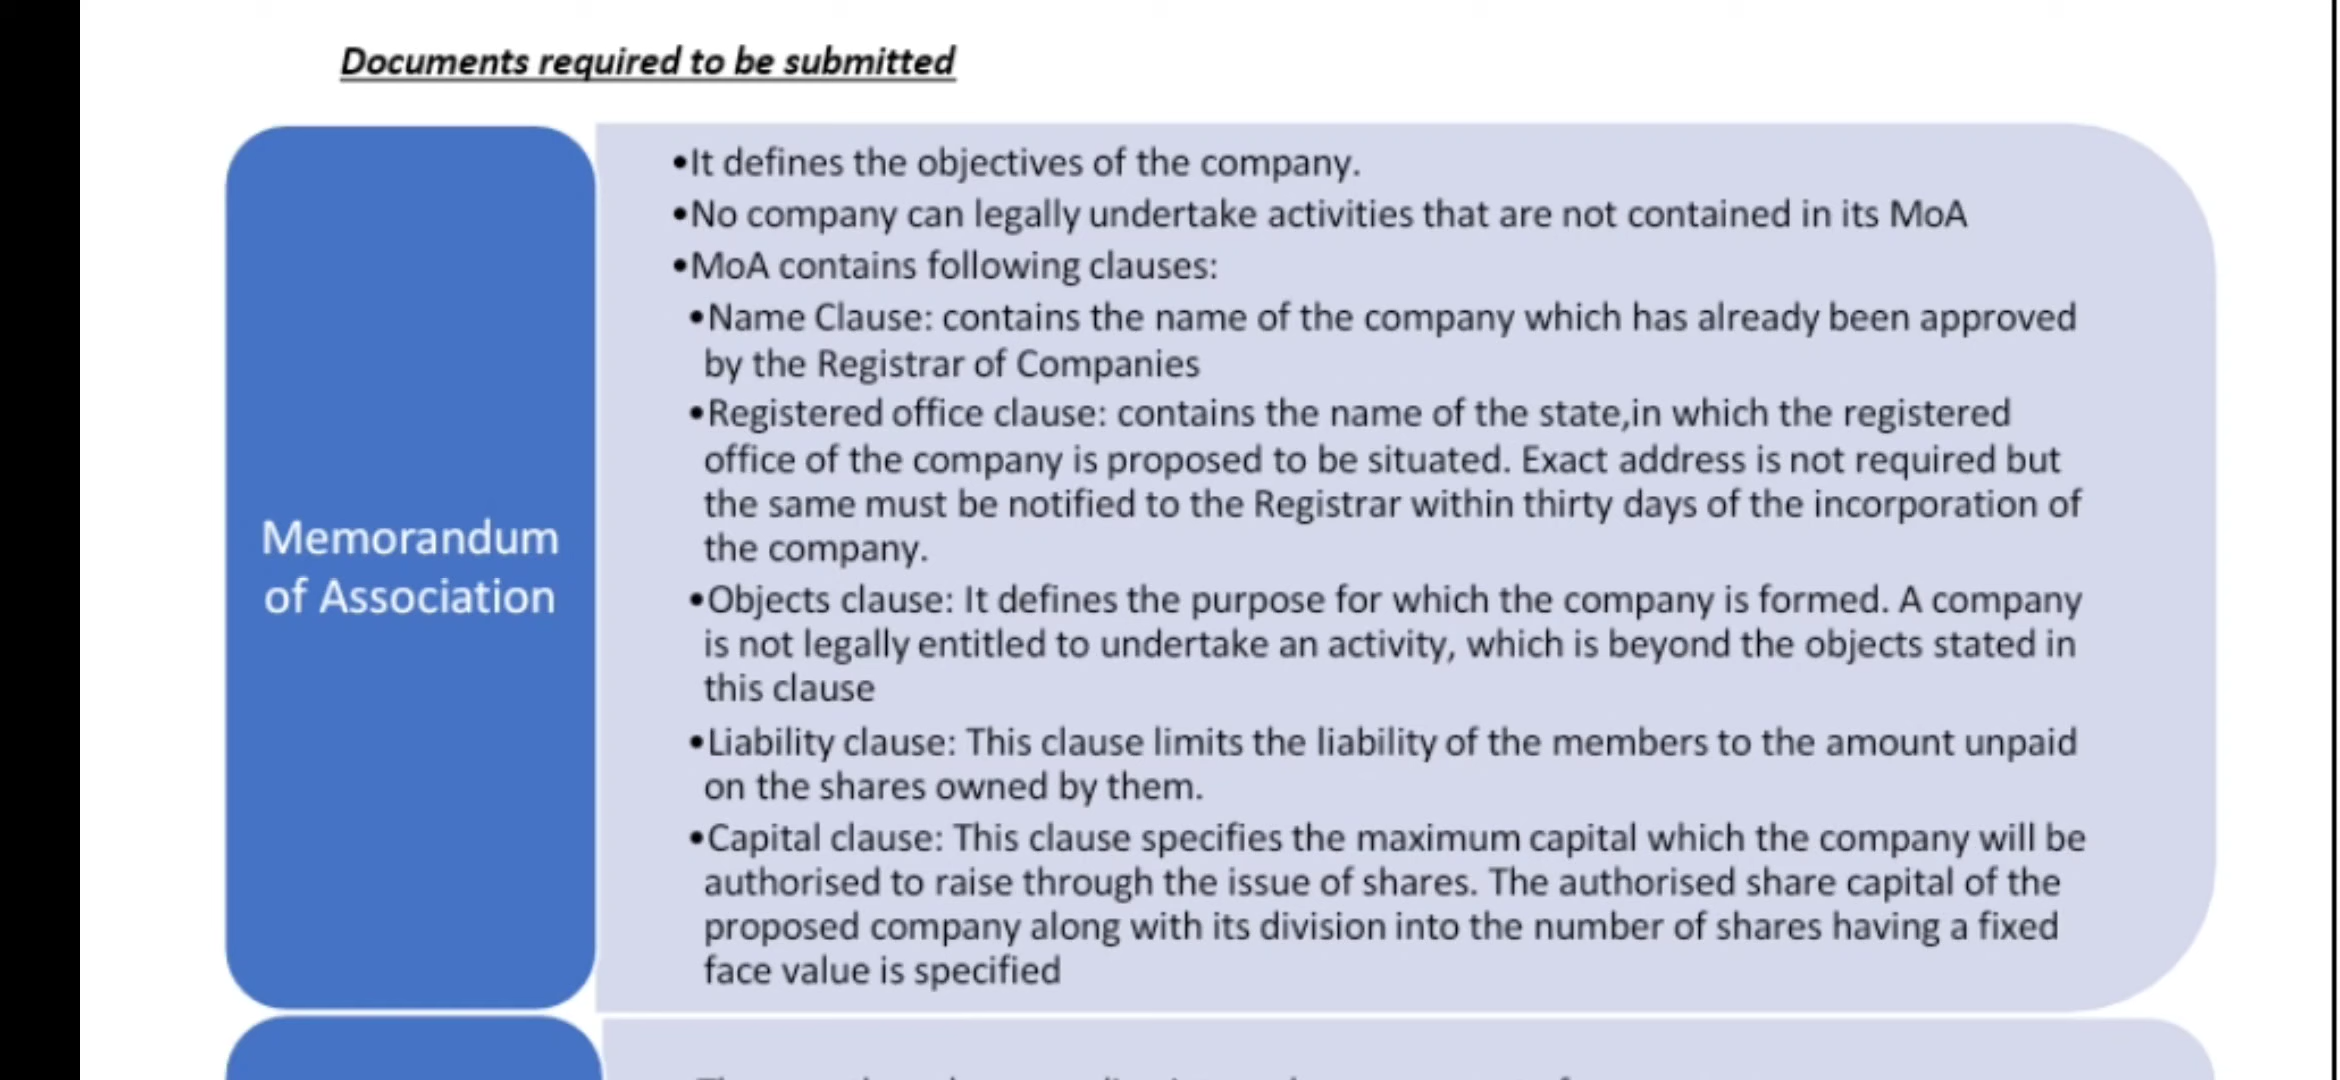 Documents required to be submitted
Memorandum
of Association
•It defines the objectives of the company.
•No company can legally undertake activities that are not contained in its MoA
•MoA contains following clauses:
•Name Clause: contains the name of the company which has already been approved
by the Registrar of Companies
•Registered office clause: contains the name of the state,in which the registered
office of the company is proposed to be situated. Exact address is not required but
the same must be notified to the Registrar within thirty days of the incorporation of
the company.
•Objects clause: It defines the purpose for which the company is formed. A company
is not legally entitled to undertake an activity, which is beyond the objects stated in
this clause
•Liability clause: This clause limits the liability of the members to the amount unpaid
on the shares owned by them.
•Capital clause: This clause specifies the maximum capital which the company will be
authorised to raise through the issue of shares. The authorised share capital of the
proposed company along with its division into the number of shares having a fixed
face value is specified